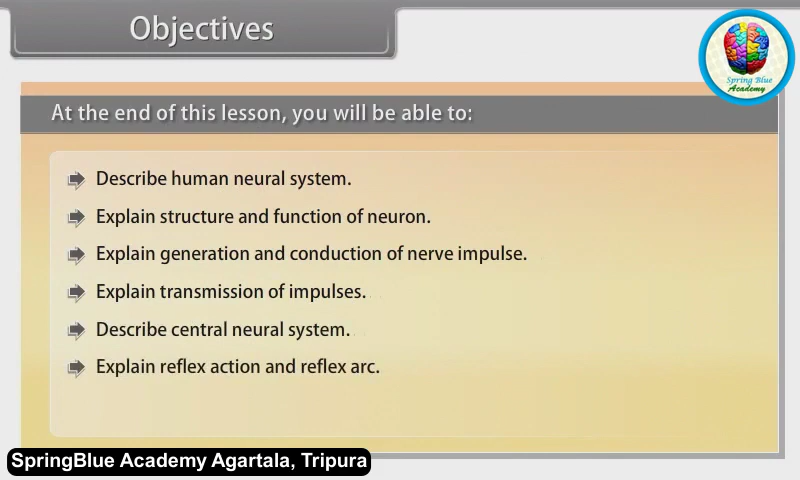 Objectives
Spring Blue
Academy
At the end of this lesson, you will be able to:
Describe human neural system.
Explain structure and function of neuron.
Explain generation and conduction of nerve impulse.
Explain transmission of impulses.
Describe central neural system.
Explain reflex action and reflex arc.
SpringBlue Academy Agartala, Tripura